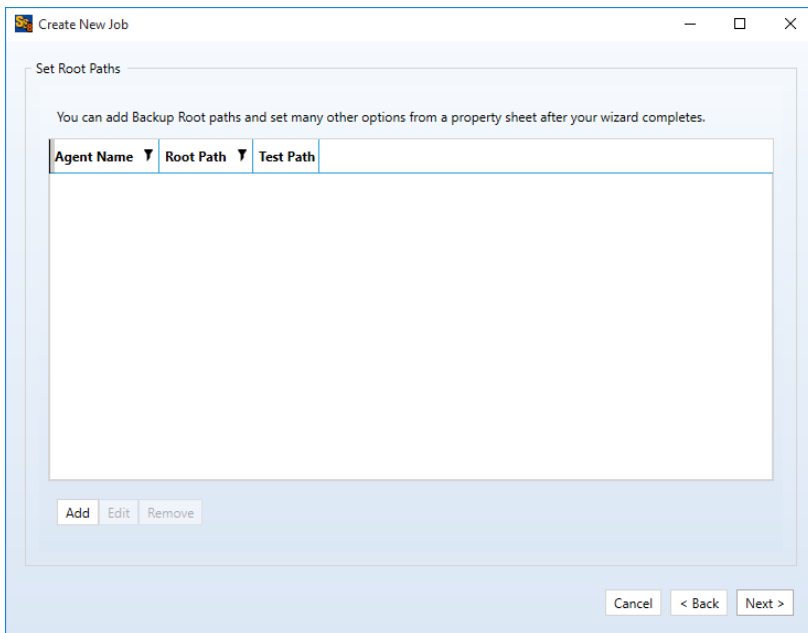 Create New Job
Set Root Paths
You can add Backup Root paths and set many other options from a property sheet after your wizard completes.
Agent Name Root Path Test Path
Add Edit Remove
Cancel < Back Next >